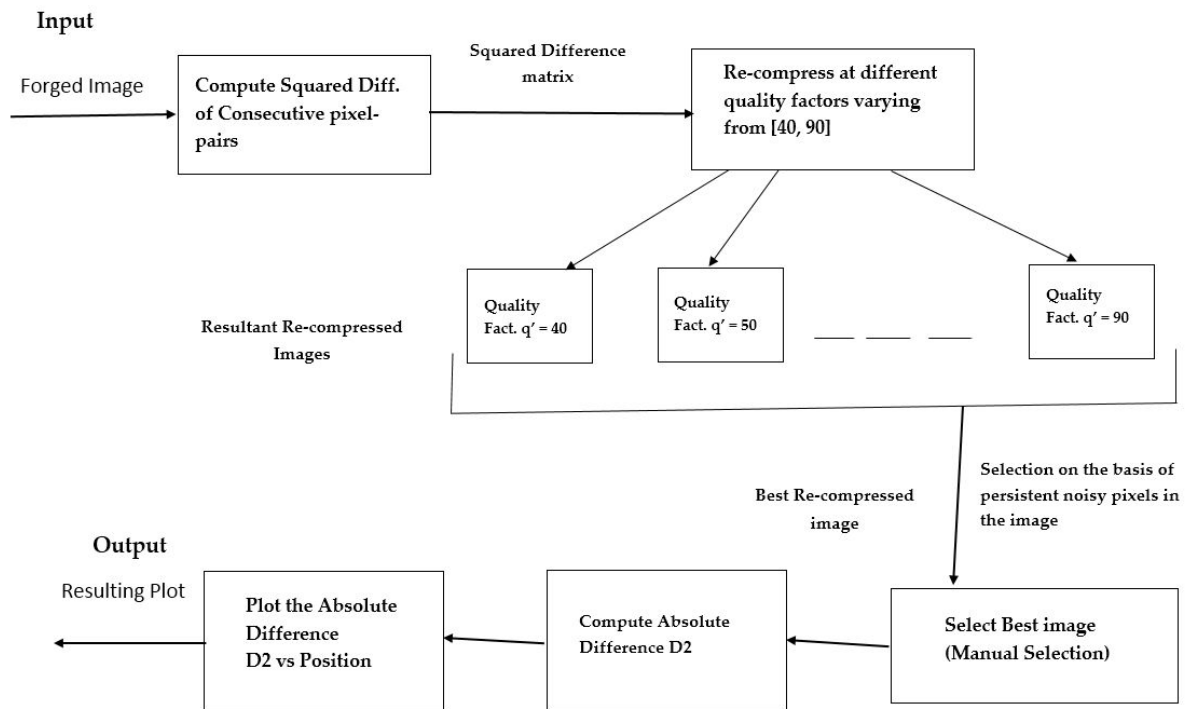 Input
Forged Image
Compute Squared Diff.
of Consecutive pixel-
pairs
Squared Difference
matrix
Re-compress at different
quality factors varying
from [40, 90]
Resultant Re-compressed
Images
Quality
Fact. q’ = 40
Quality
Fact. q’ = 50
Quality
Fact. q’ = 90
Selection on the basis of
persistent noisy pixels in
the image
Best Re-compressed
image
Select Best image
(Manual Selection)
Compute Absolute
Difference D2
Plot the Absolute
Difference
D2 vs Position
Output
Resulting Plot